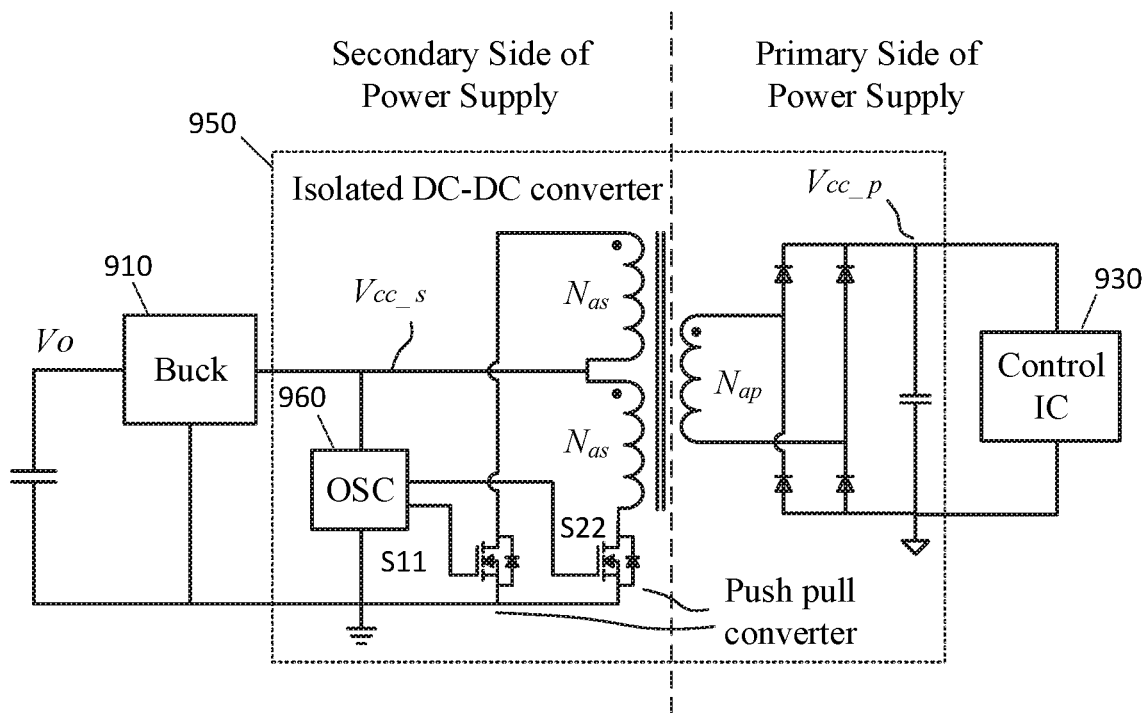 Secondary Side of
Power Supply
Primary Side of
Power Supply
950
Isolated DC-DC converter
Vcc_p
910
Vcc_s
Nas
930
Vo
Buck
Control
IC
Nap
960
Nas
OSC
S22
S11
Push pull
converter